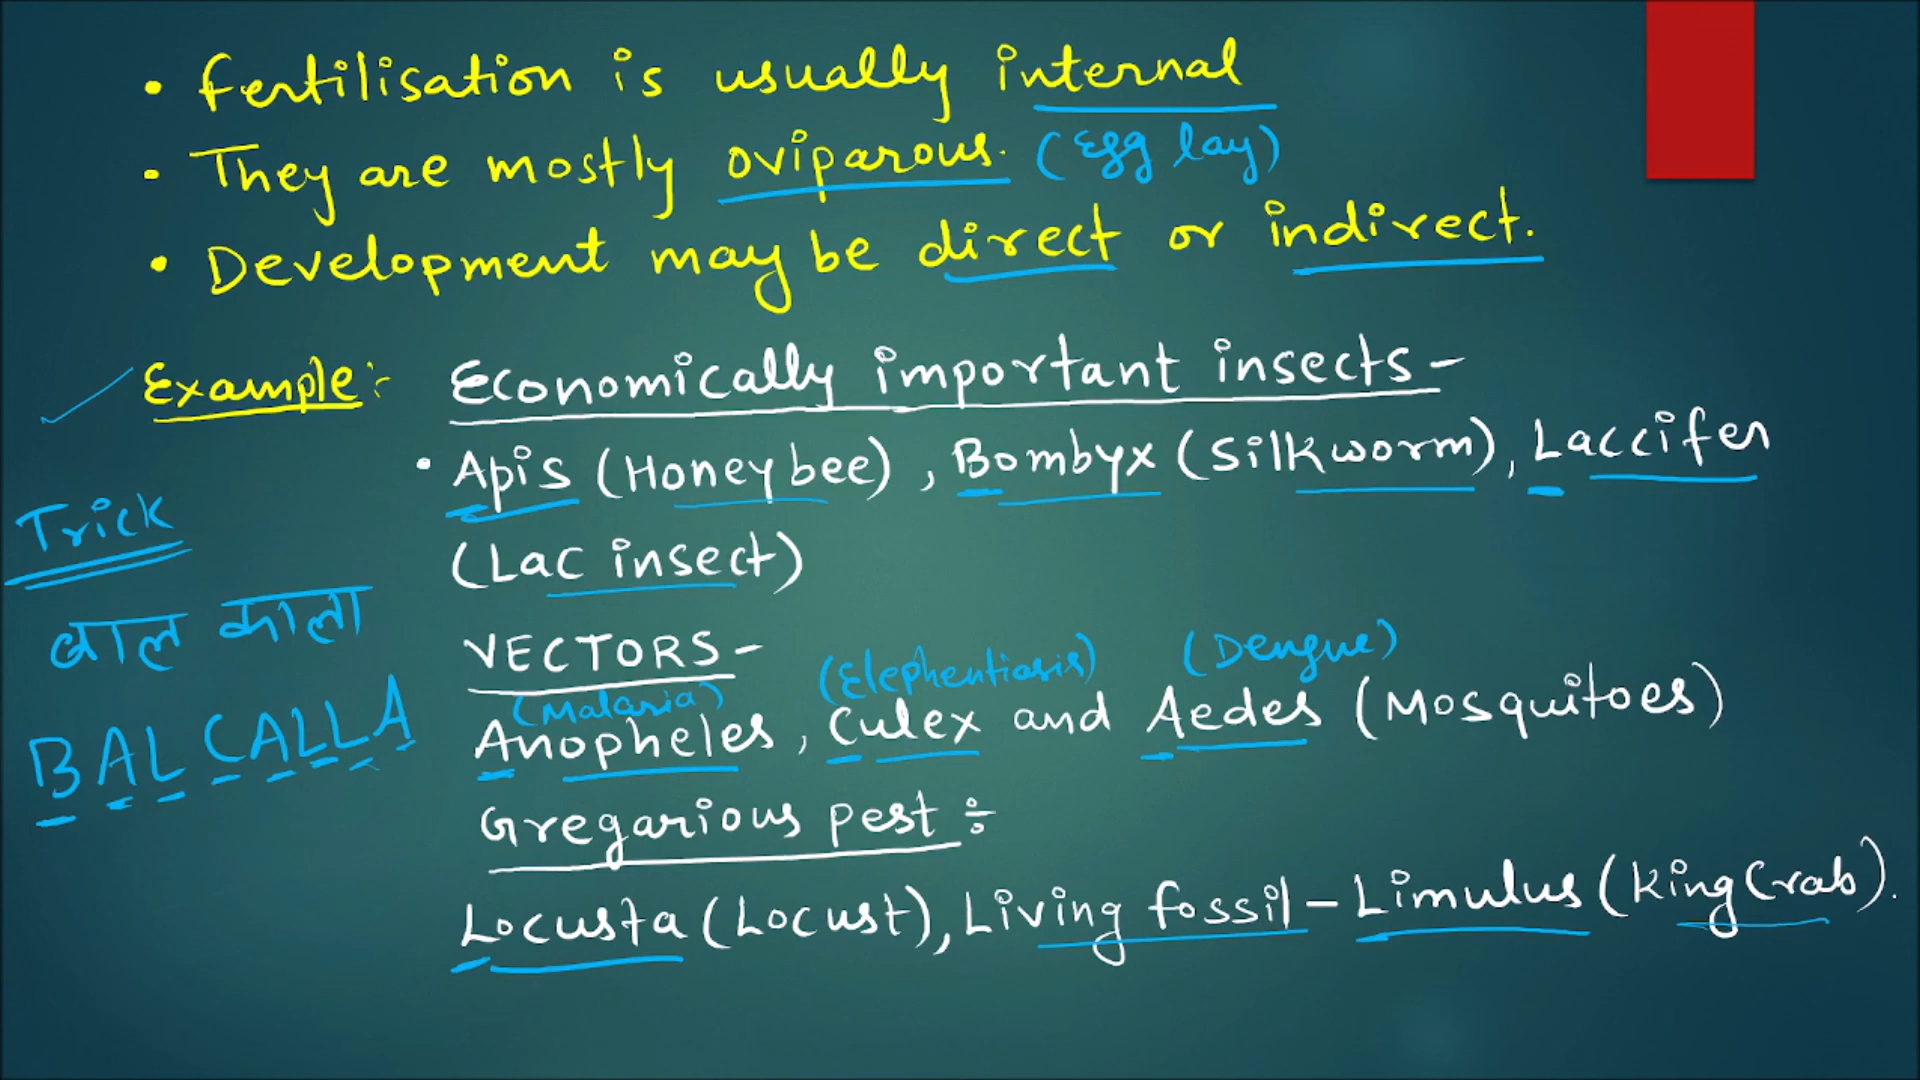 • Fertilisation is usually internal
• They are mostly oviparous. (Egg lay)
• Development may be direct or indirect.
Example:- Economically important insects-
• Apis (Honey bee), Bombyx (Silkworm), Laccifer
(Lac insect)
Trick
बाल काला
BAL CALLA
VECTORS-
(Malaria) (Elephentiasis) (Dengue)
Anopheles, Culex and Aedes (Mosquitoes)
Gregarious pest ÷
Locusta (Locust), Living fossil - Limulus (King Crab).